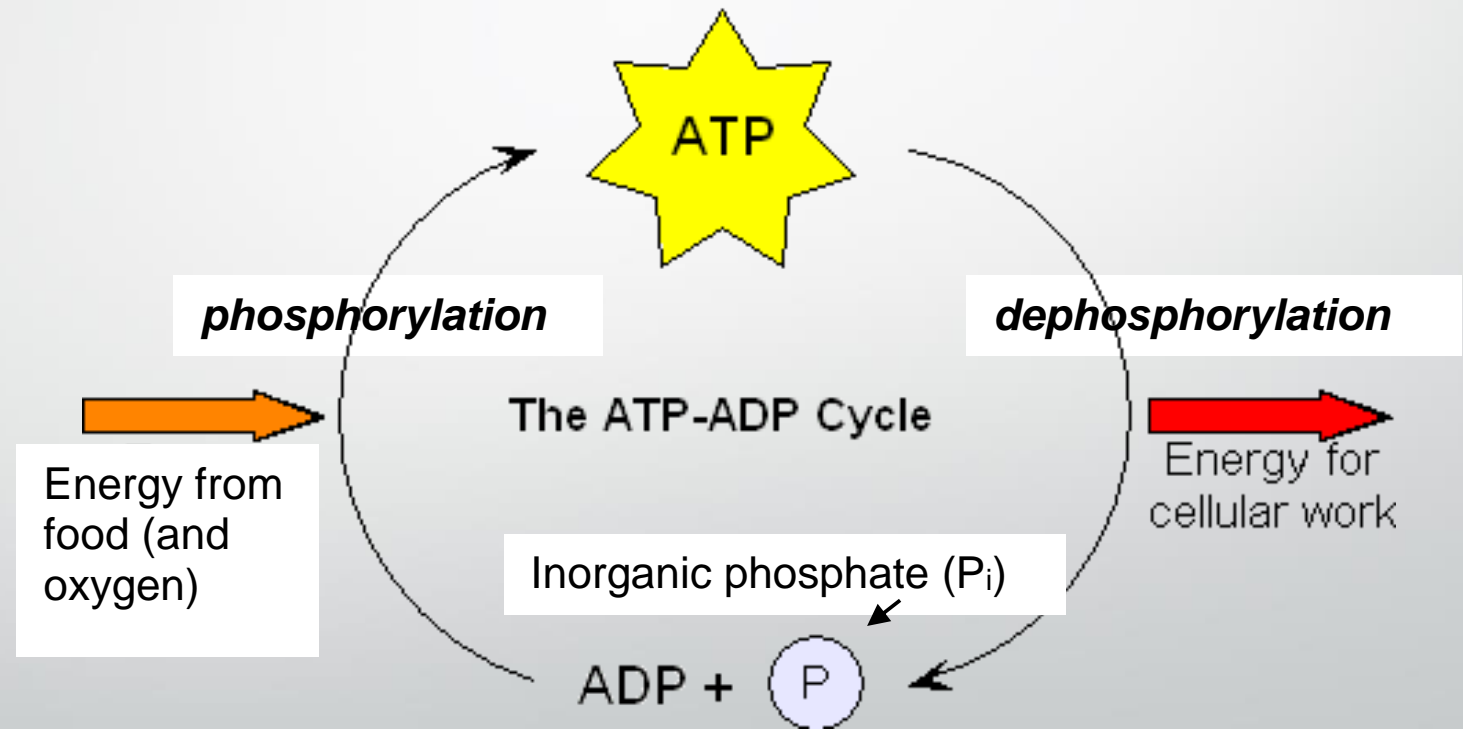 ATP
phosphorylation
dephosphorylation
The ATP-ADP Cycle
Energy from
food (and
oxygen)
Energy for
cellular work
Inorganic phosphate (Pᵢ)
ADP + P